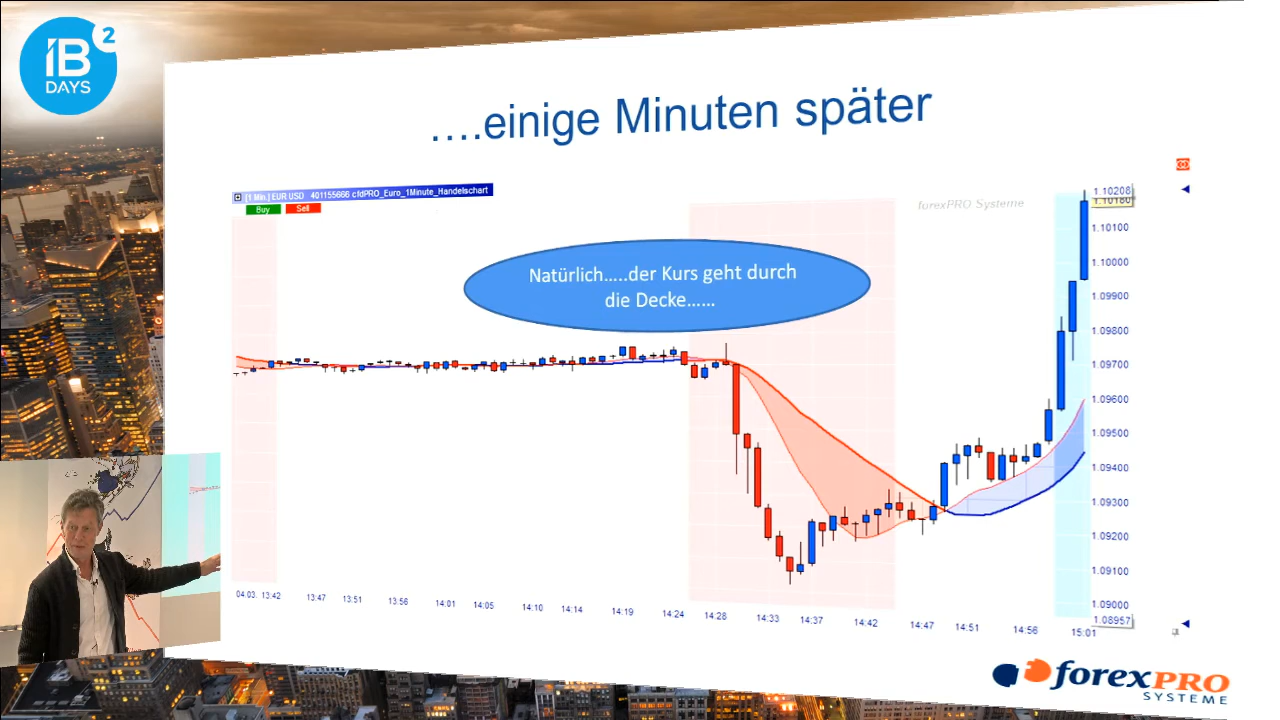 IB 2
DAYS
....einige Minuten später
[1 Min.] EUR USD 401155666 cfdPRO_Euro_1Minute_Handelschart
Buy Sell
forexPRO Systeme
Natürlich.....der Kurs geht durch
die Decke......
1.10208
1.10180
1.10100
1.10000
1.09900
1.09800
1.09700
1.09600
1.09500
1.09400
1.09300
1.09200
1.09100
1.09000
1.08957
04.03. 13:42 13:47 13:51 13:56 14:01 14:05 14:10 14:14 14:19 14:24 14:28 14:33 14:37 14:42 14:47 14:51 14:56 15:01
forexPRO
SYSTEME